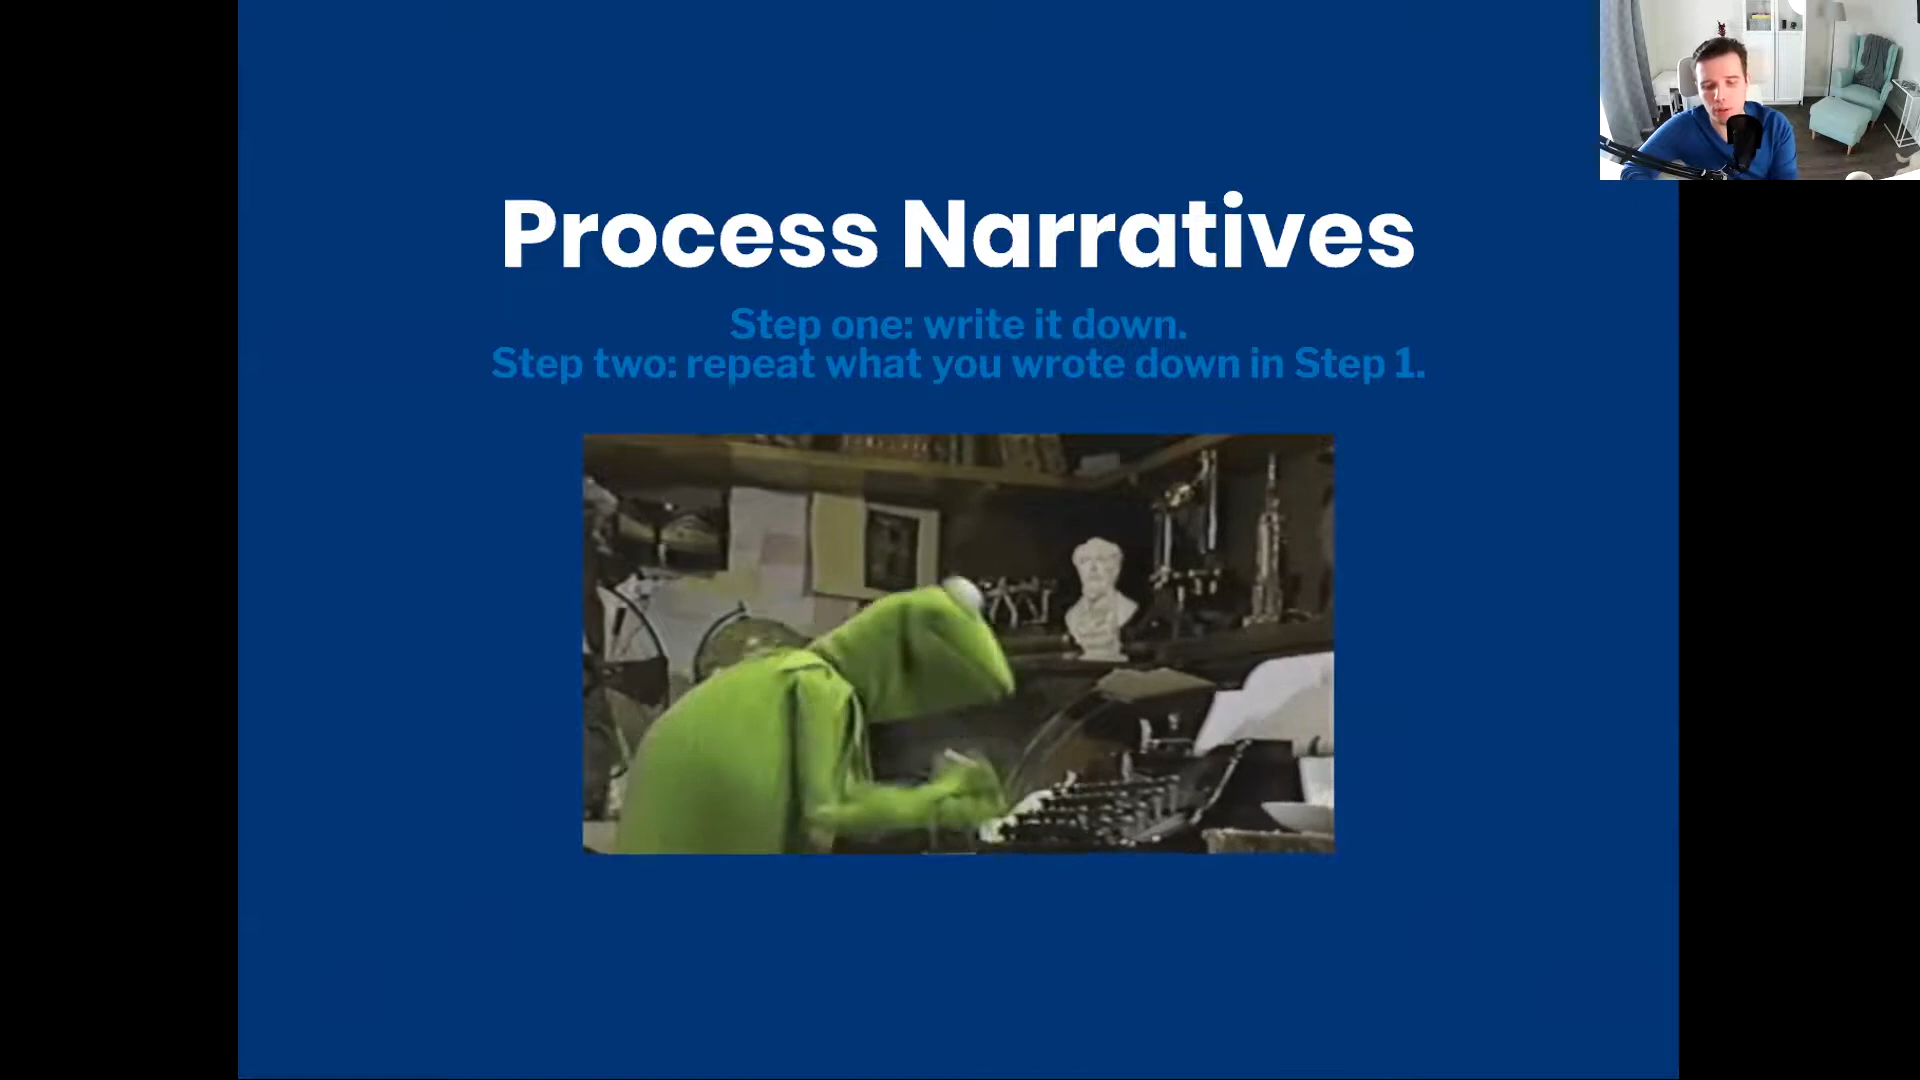 Process Narratives
Step one: write it down.
Step two: repeat what you wrote down in Step 1.